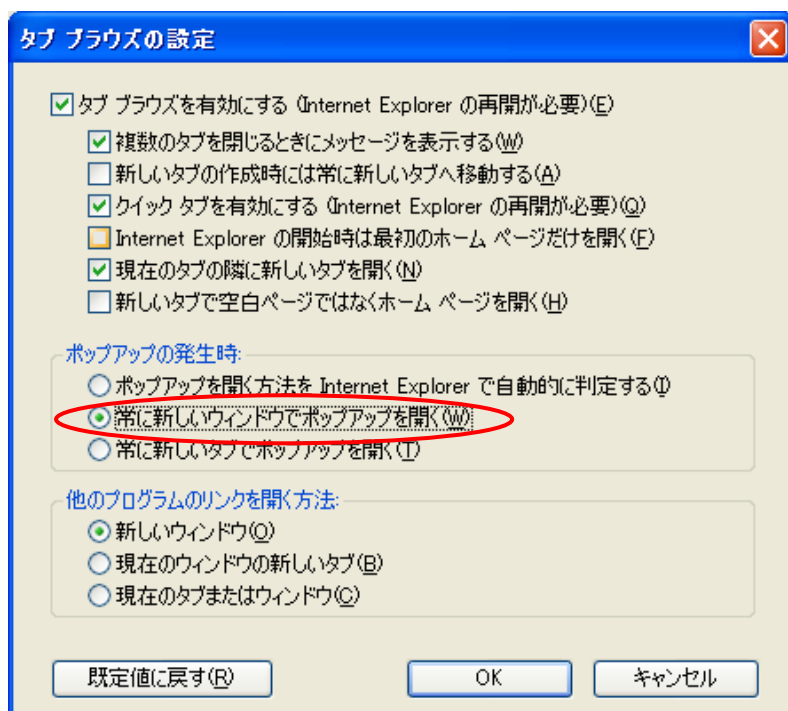 タブ ブラウズの設定
タブ ブラウズを有効にする (Internet Explorer の再開が必要)(E)
複数のタブを閉じるときにメッセージを表示する(W)
新しいタブの作成時には常に新しいタブへ移動する(A)
クイック タブを有効にする (Internet Explorer の再開が必要)(Q)
Internet Explorer の開始時は最初のホーム ページだけを開く(F)
現在のタブの隣に新しいタブを開く(N)
新しいタブで空白ページではなくホーム ページを開く(H)
ポップアップの発生時:
ポップアップを開く方法を Internet Explorer で自動的に判定する(I)
常に新しいウィンドウでポップアップを開く(W)
常に新しいタブでポップアップを開く(T)
他のプログラムのリンクを開く方法:
新しいウィンドウ(O)
現在のウィンドウの新しいタブ(B)
現在のタブまたはウィンドウ(C)
既定値に戻す(R)
OK
キャンセル